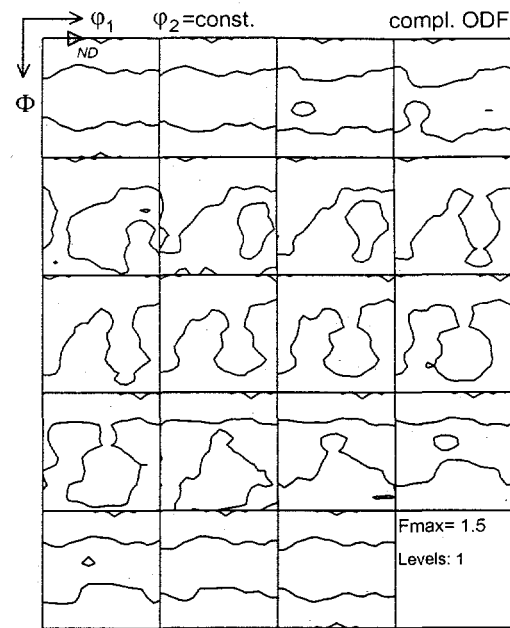 φ₁ φ₂=const. compl. ODF
ND
Φ
Fmax= 1.5
Levels: 1